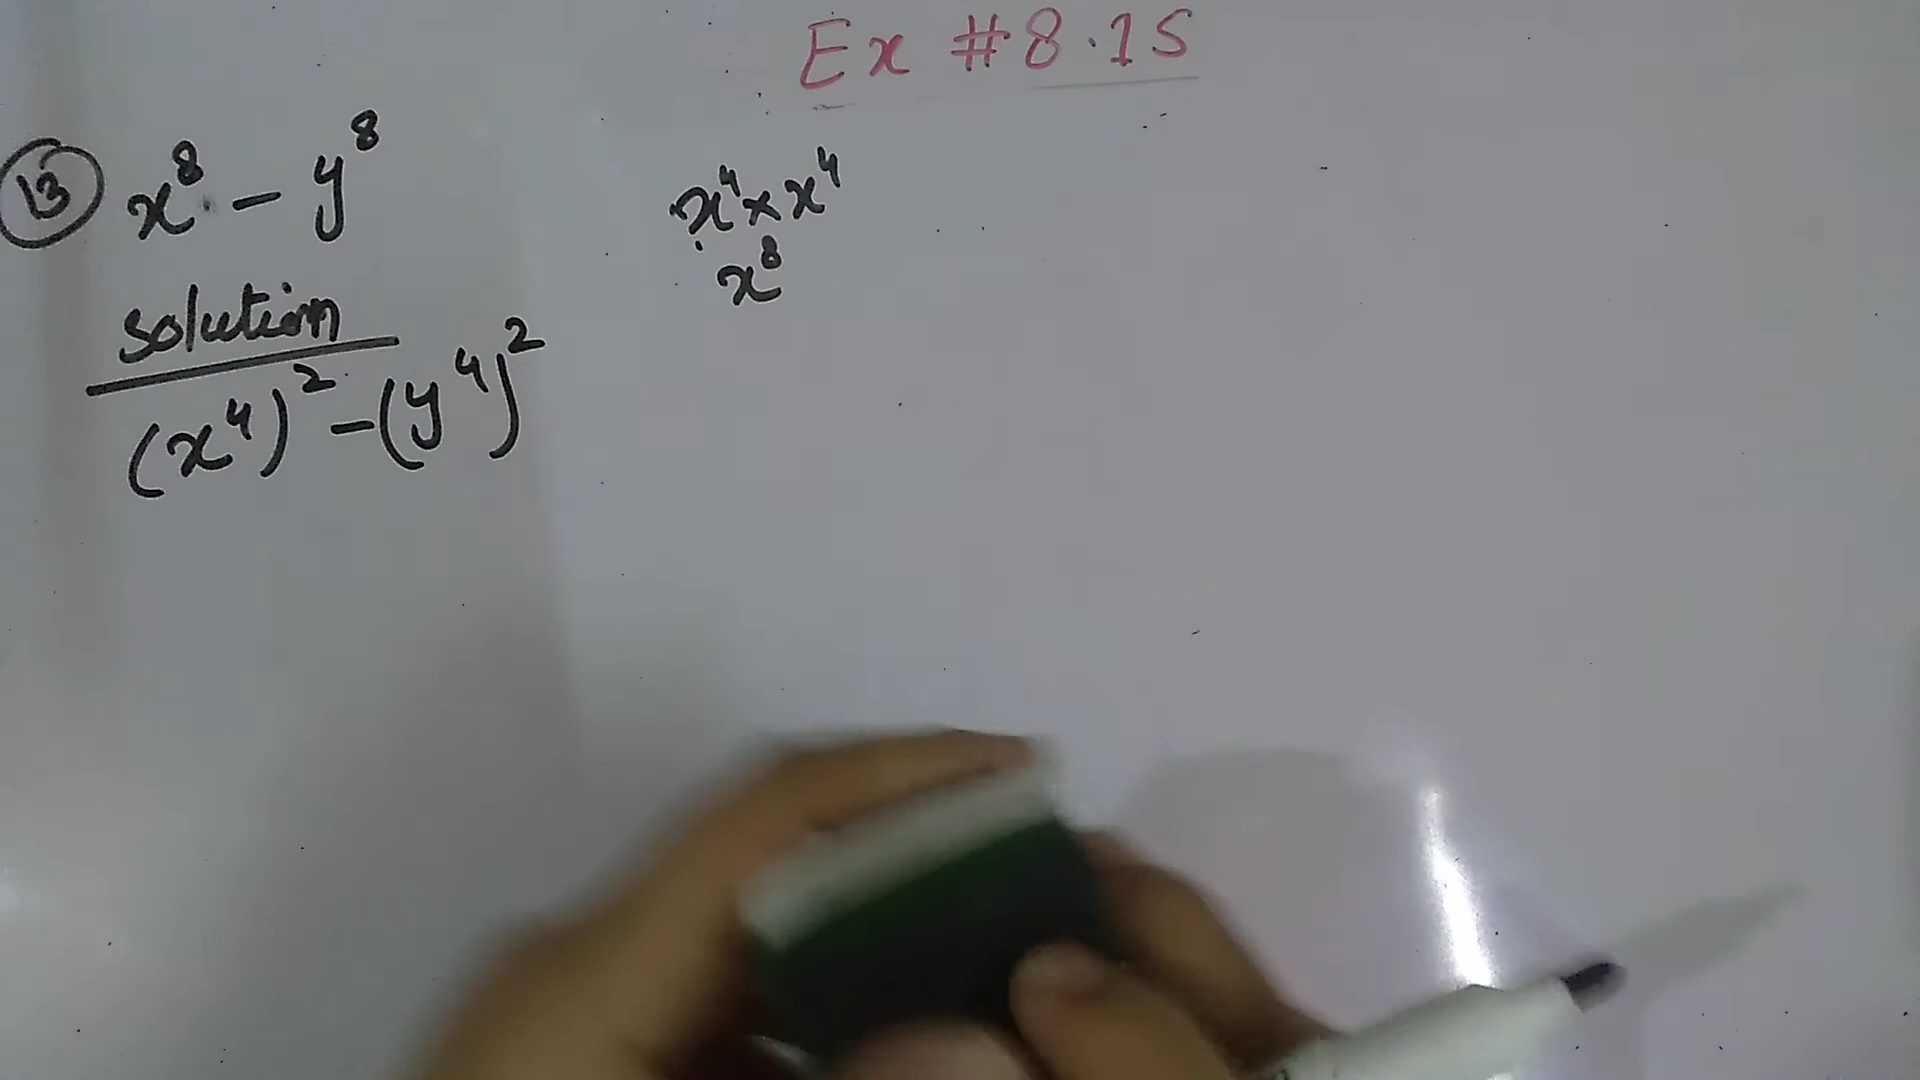 Ex #8.15
13 x⁸ - y⁸
x⁴ × x⁴
x⁸
solution
(x⁴)² - (y⁴)²